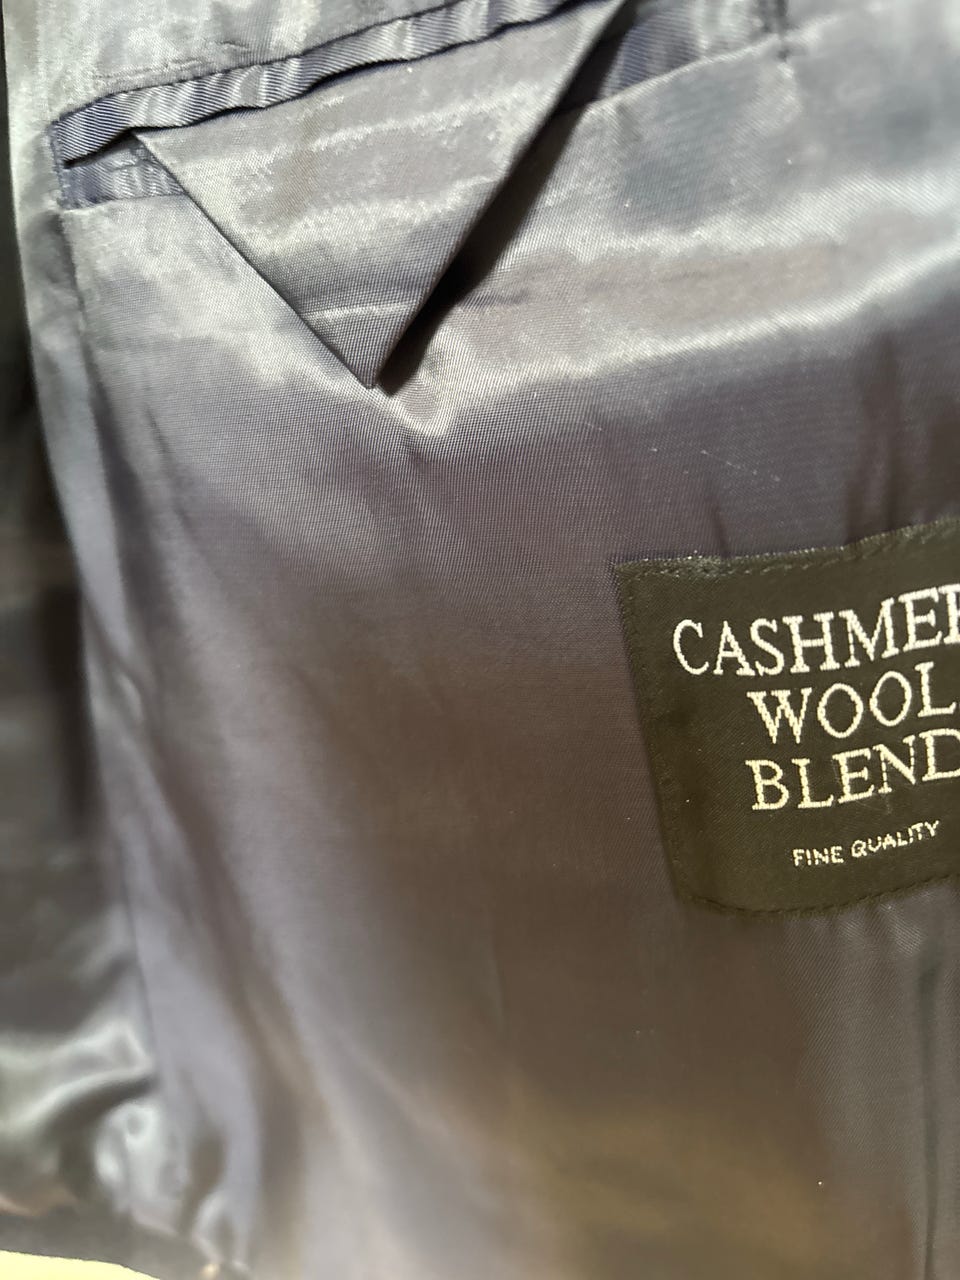 CASHMER
WOOL
BLEND
FINE QUALITY